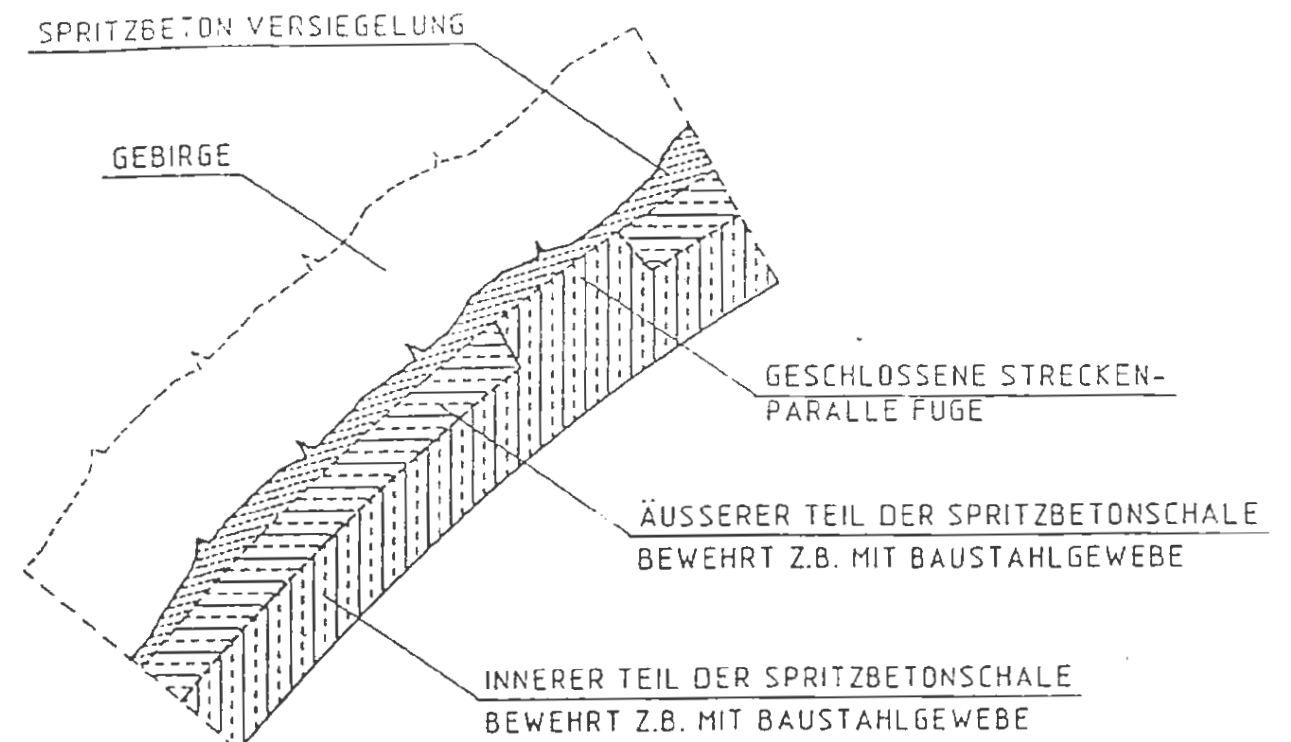 SPRITZBETON VERSIEGELUNG
GEBIRGE
GESCHLOSSENE STRECKEN-
PARALLE FUGE
ÄUSSERER TEIL DER SPRITZBETONSCHALE
BEWEHRT Z.B. MIT BAUSTAHLGEWEBE
INNERER TEIL DER SPRITZBETONSCHALE
BEWEHRT Z.B. MIT BAUSTAHLGEWEBE